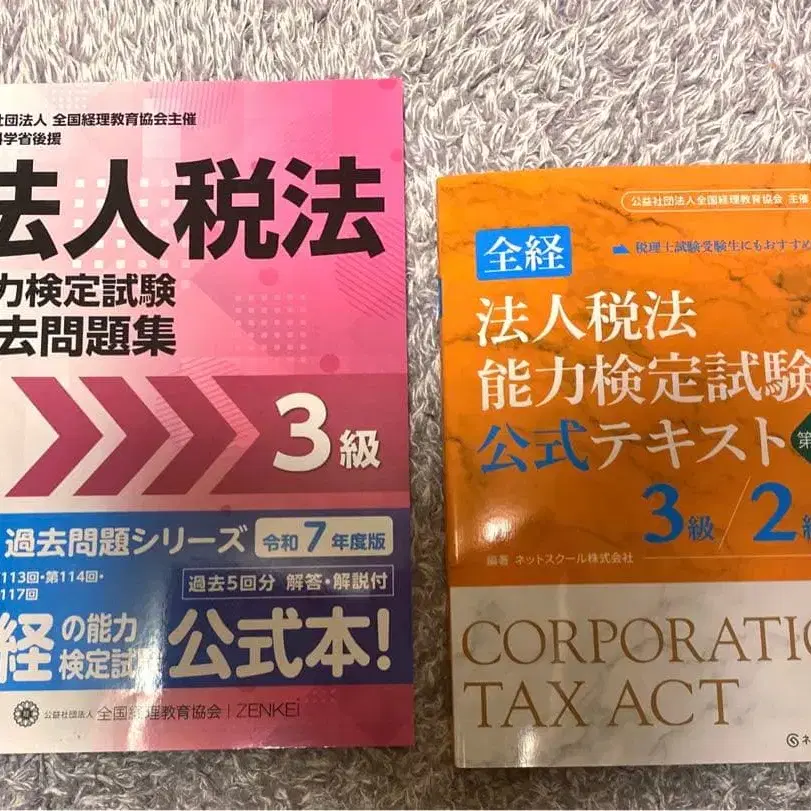 社団法人 全国経理教育協会主催
科学省後援
法人税法
力検定試験
去問題集
3級
過去問題シリーズ 令和7年度版
113回・第114回・
117回
過去5回分 解答・解説付
経の能力
検定試験
公式本!
公益社団法人 全国経理教育協会 | ZENKEi
公益社団法人全国経理教育協会 主催
全経
税理士試験受験生にもおすすめ
法人税法
能力検定試験
公式テキスト 第
3級/2級
編著 ネットスクール株式会社
CORPORATIO
TAX ACT
ネ